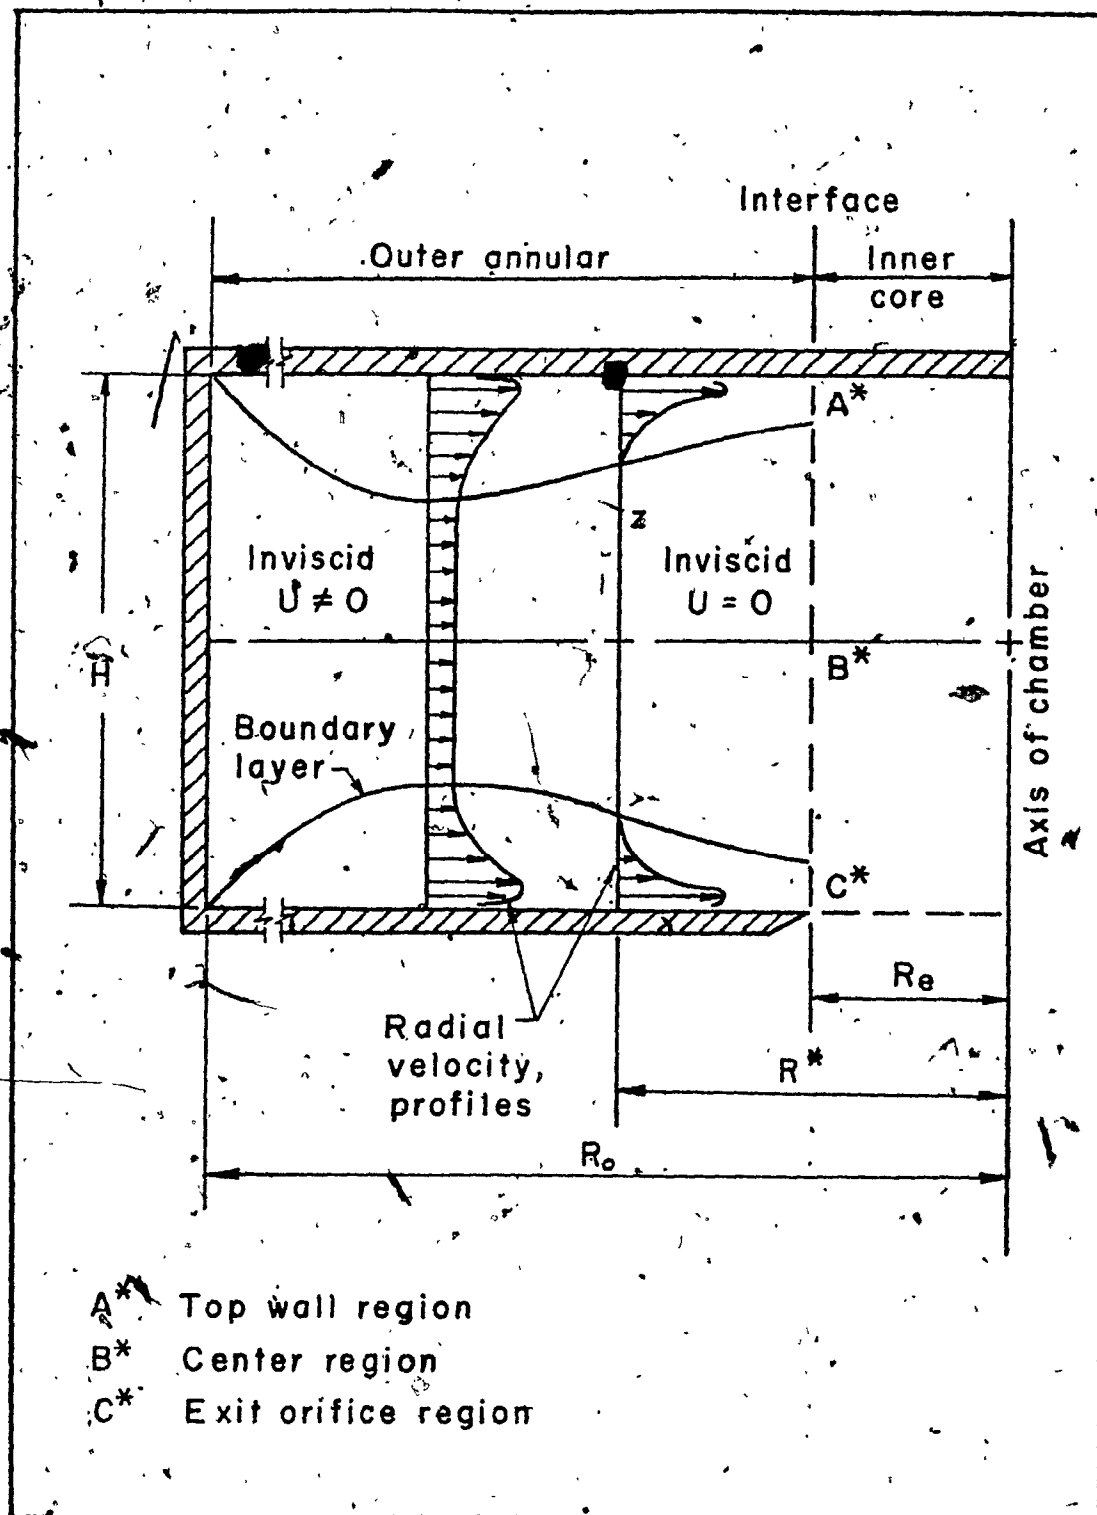 Interface
Outer annular
Inner
core
A*
z
Inviscid
U ≠ 0
Inviscid
U = 0
H
B*
Axis of chamber
Boundary
layer
C*
Re
Radial
velocity,
profiles
R*
Ro
A* Top wall region
B* Center region
C* Exit orifice region